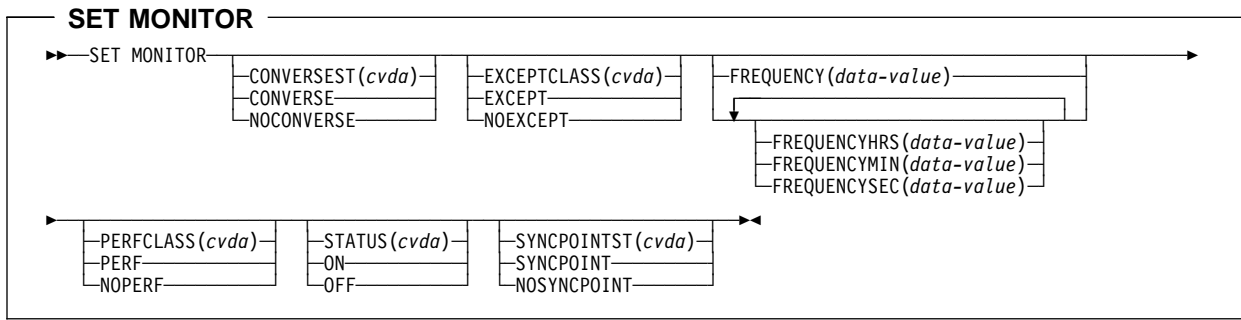 SET MONITOR
SET MONITOR
CONVERSEST(cvda) EXCEPTCLASS(cvda) FREQUENCY(data-value)
CONVERSE EXCEPT
NOCONVERSE NOEXCEPT
FREQUENCYHRS(data-value)
FREQUENCYMIN(data-value)
FREQUENCYSEC(data-value)
PERFCLASS(cvda) STATUS(cvda) SYNCPOINTST(cvda)
PERF ON SYNCPOINT
NOPERF OFF NOSYNCPOINT